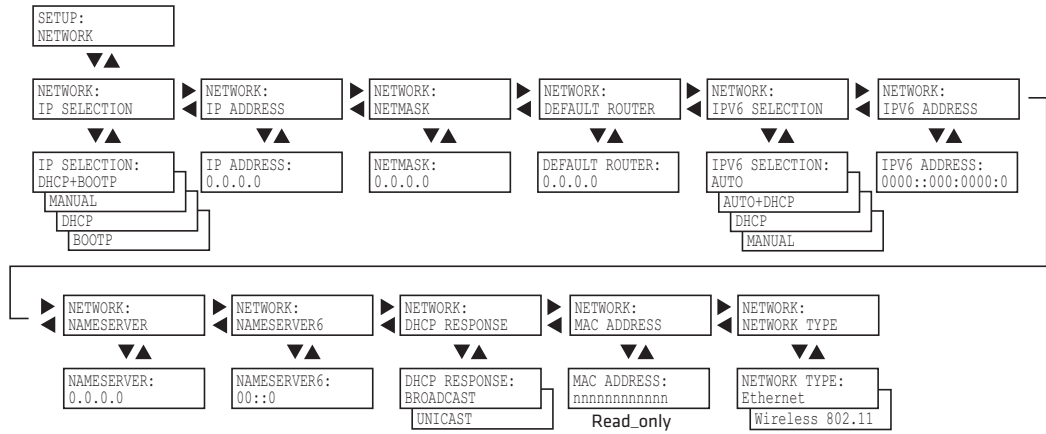 SETUP:
NETWORK
NETWORK:
IP SELECTION
NETWORK:
IP ADDRESS
NETWORK:
NETMASK
NETWORK:
DEFAULT ROUTER
NETWORK:
IPV6 SELECTION
NETWORK:
IPV6 ADDRESS
IP SELECTION:
DHCP+BOOTP
MANUAL
DHCP
BOOTP
IP ADDRESS:
0.0.0.0
NETMASK:
0.0.0.0
DEFAULT ROUTER:
0.0.0.0
IPV6 SELECTION:
AUTO
AUTO+DHCP
DHCP
MANUAL
IPV6 ADDRESS:
0000::000:0000:0
NETWORK:
NAMESERVER
NETWORK:
NAMESERVER6
NETWORK:
DHCP RESPONSE
NETWORK:
MAC ADDRESS
NETWORK:
NETWORK TYPE
NAMESERVER:
0.0.0.0
NAMESERVER6:
00::0
DHCP RESPONSE:
BROADCAST
UNICAST
MAC ADDRESS:
nnnnnnnnnnnn
Read_only
NETWORK TYPE:
Ethernet
Wireless 802.11